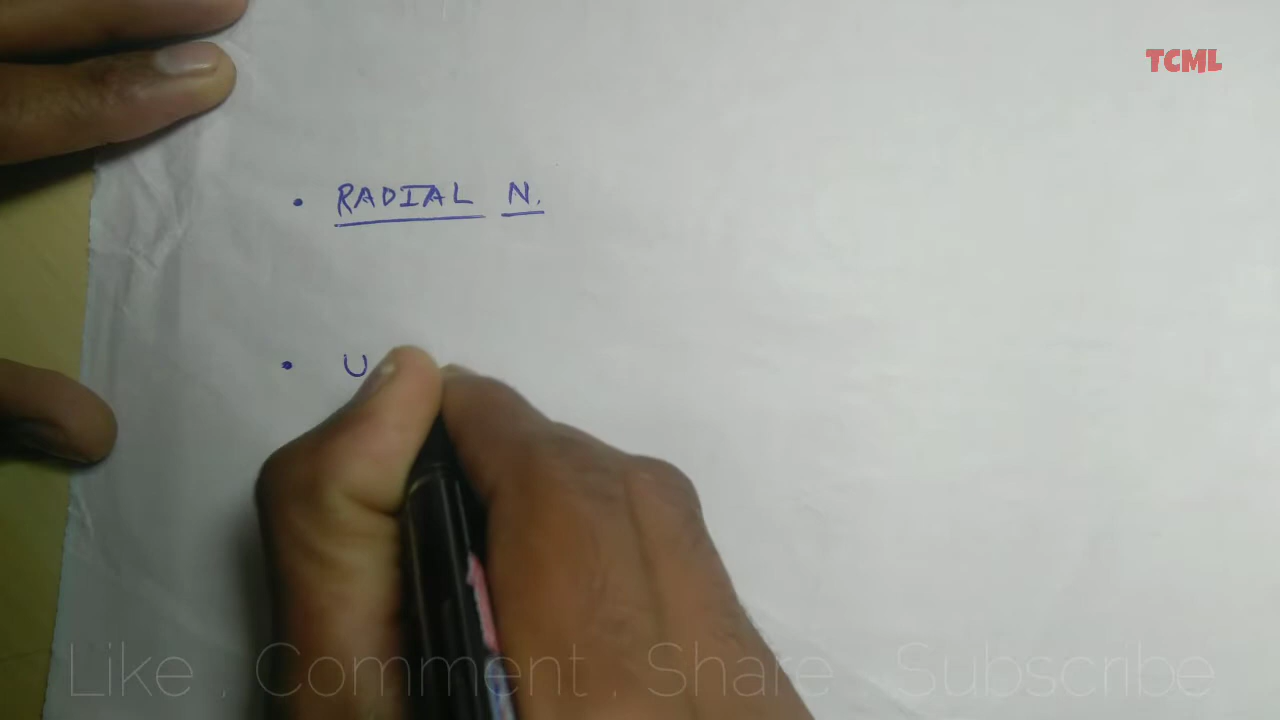 TCML
• RADIAL N.
• U
Like , Comment , Share , Subscribe